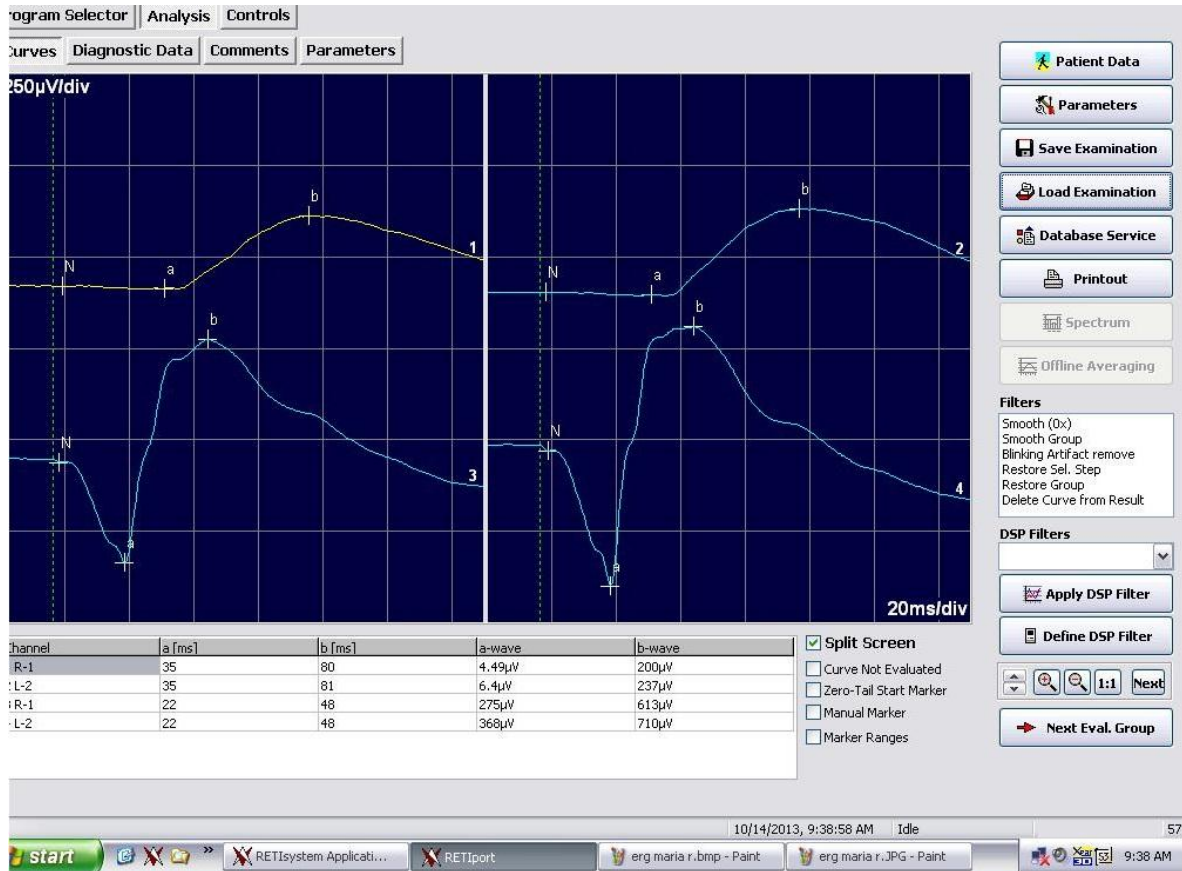 rogram Selector Analysis Controls
Curves Diagnostic Data Comments Parameters
250µV/div
N a b 1
N a b 2
N a b 3
N a b 4
20ms/div
Channel a [ms] b [ms] a-wave b-wave
R-1 35 80 4.49µV 200µV
L-2 35 81 6.4µV 237µV
R-1 22 48 275µV 613µV
L-2 22 48 368µV 710µV
Split Screen
Curve Not Evaluated
Zero-Tail Start Marker
Manual Marker
Marker Ranges
Patient Data
Parameters
Save Examination
Load Examination
Database Service
Printout
Spectrum
Offline Averaging
Filters
Smooth (0x)
Smooth Group
Blinking Artifact remove
Restore Sel. Step
Restore Group
Delete Curve from Result
DSP Filters
Apply DSP Filter
Define DSP Filter
1:1 Next
Next Eval. Group
10/14/2013, 9:38:58 AM Idle 57
start » RETIsystem Applicati... RETIport erg maria r.bmp - Paint erg maria r.JPG - Paint 9:38 AM